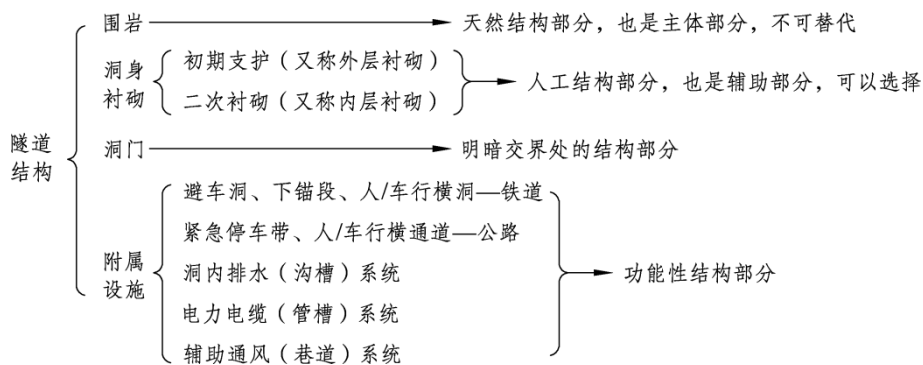 隧道
结构
围岩
天然结构部分，也是主体部分，不可替代
洞身
衬砌
初期支护（又称外层衬砌）
二次衬砌（又称内层衬砌）
人工结构部分，也是辅助部分，可以选择
洞门
明暗交界处的结构部分
附属
设施
避车洞、下锚段、人/车行横洞—铁道
紧急停车带、人/车行横通道—公路
洞内排水（沟槽）系统
电力电缆（管槽）系统
辅助通风（巷道）系统
功能性结构部分